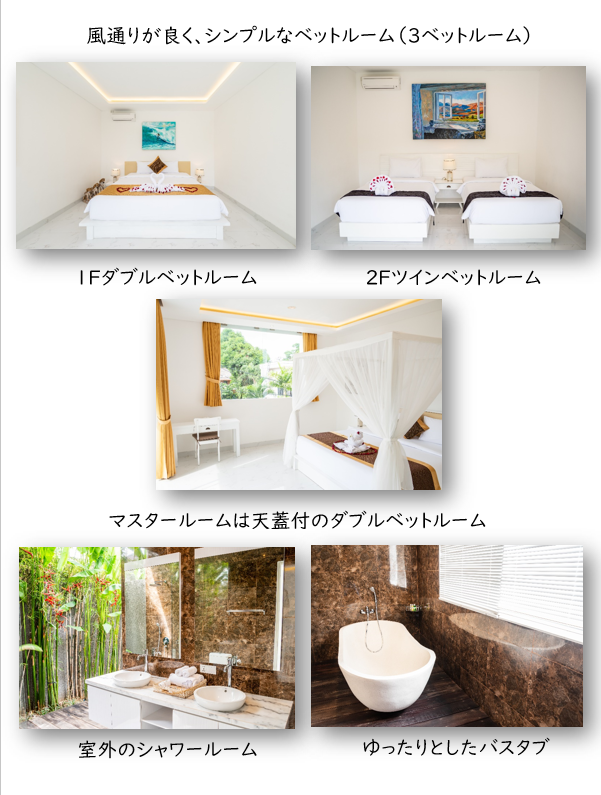 風通りが良く、シンプルなベットルーム（3ベットルーム）
1Fダブルベットルーム
2Fツインベットルーム
マスタールームは天蓋付のダブルベットルーム
室外のシャワールーム
ゆったりとしたバスタブ